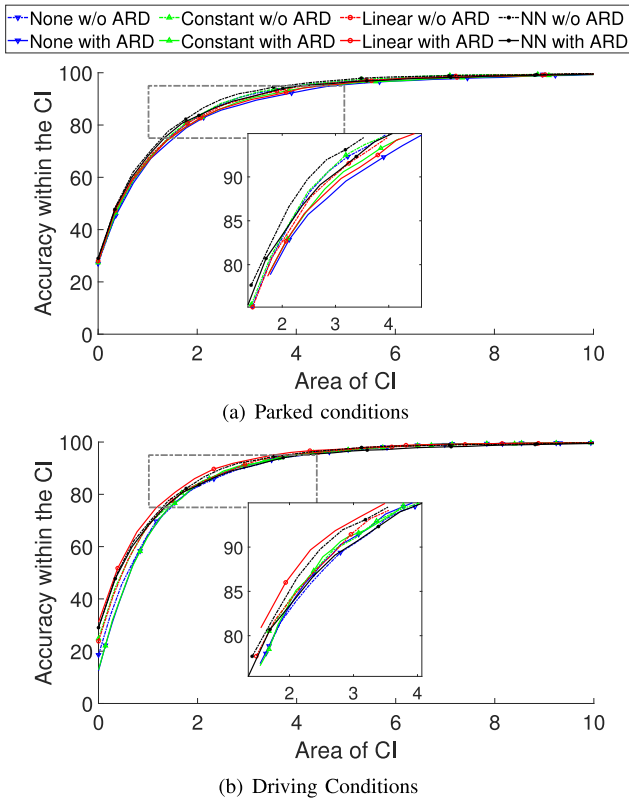 None w/o ARD Constant w/o ARD Linear w/o ARD NN w/o ARD
None with ARD Constant with ARD Linear with ARD NN with ARD
100
80
60
40
20
0
Accuracy within the CI
90
85
80
2 3 4
0 2 4 6 8 10
Area of CI
(a) Parked conditions
100
80
60
40
20
0
Accuracy within the CI
90
85
80
2 3 4
0 2 4 6 8 10
Area of CI
(b) Driving Conditions